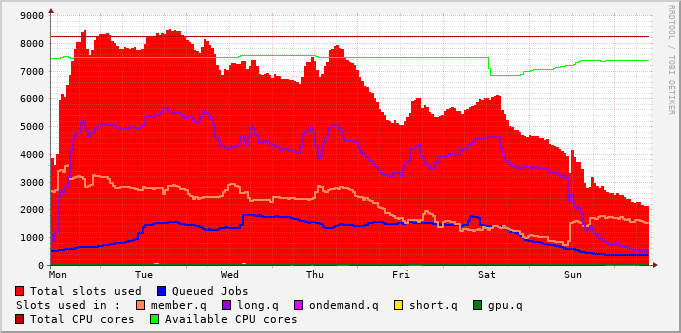 9000
8000
7000
6000
5000
4000
3000
2000
1000
0
Mon Tue Wed Thu Fri Sat Sun
RRDTOOL / TOBI OETIKER
Total slots used Queued Jobs
Slots used in : member.q long.q ondemand.q short.q gpu.q
Total CPU cores Available CPU cores